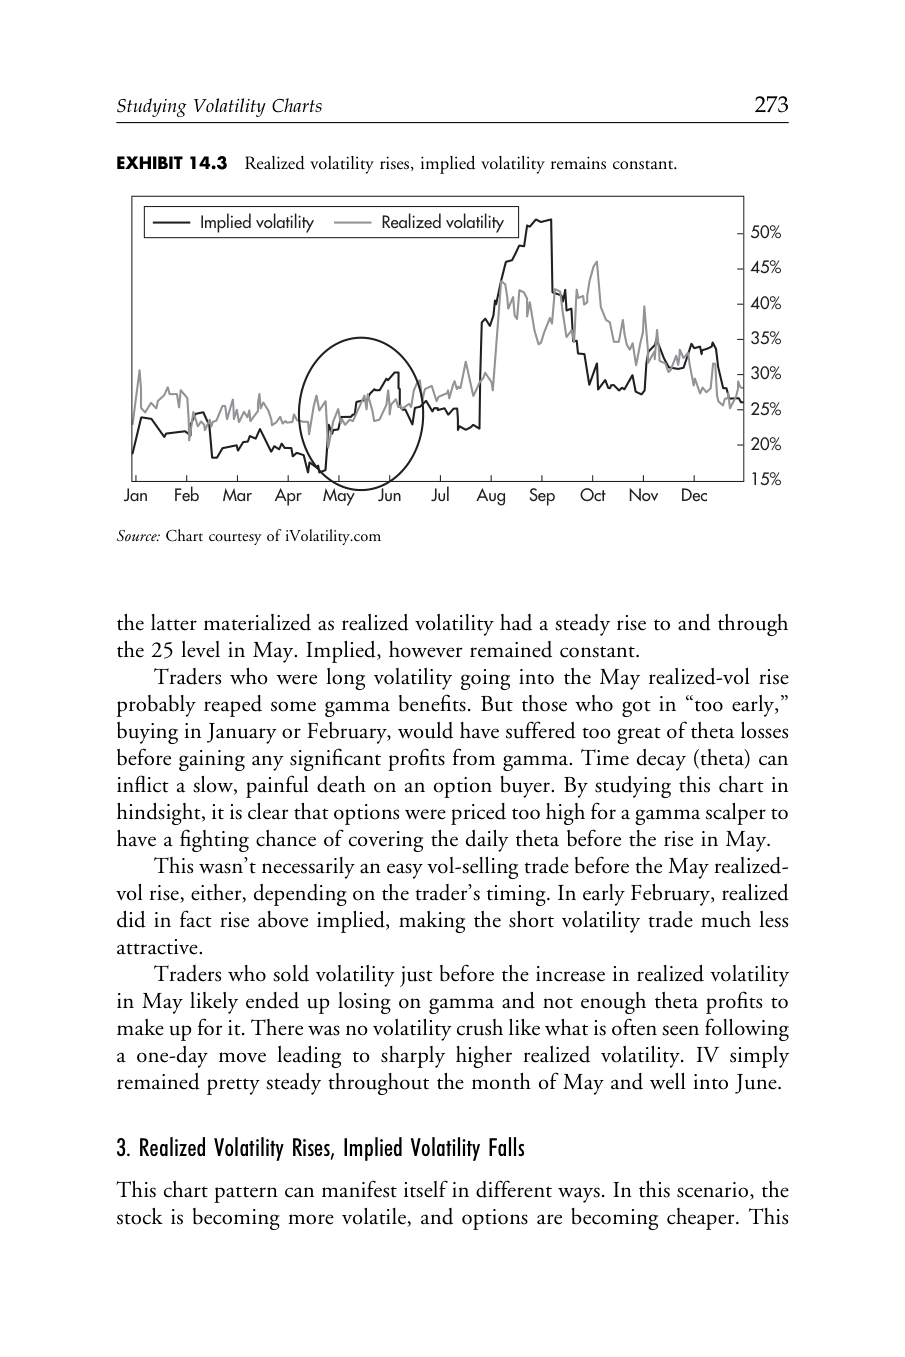 Studying Volatility Charts 273
EXHIBIT 14.3 Realized volatility rises, implied volatility remains constant.
Implied volatility Realized volatility
50%
45%
40%
35%
30%
25%
20%
15%
Jan Feb Mar Apr May Jun Jul Aug Sep Oct Nov Dec
Source: Chart courtesy of iVolatility.com
the latter materialized as realized volatility had a steady rise to and through
the 25 level in May. Implied, however remained constant.
Traders who were long volatility going into the May realized-vol rise
probably reaped some gamma benefits. But those who got in “too early,”
buying in January or February, would have suffered too great of theta losses
before gaining any significant profits from gamma. Time decay (theta) can
inflict a slow, painful death on an option buyer. By studying this chart in
hindsight, it is clear that options were priced too high for a gamma scalper to
have a fighting chance of covering the daily theta before the rise in May.
This wasn’t necessarily an easy vol-selling trade before the May realized-
vol rise, either, depending on the trader’s timing. In early February, realized
did in fact rise above implied, making the short volatility trade much less
attractive.
Traders who sold volatility just before the increase in realized volatility
in May likely ended up losing on gamma and not enough theta profits to
make up for it. There was no volatility crush like what is often seen following
a one-day move leading to sharply higher realized volatility. IV simply
remained pretty steady throughout the month of May and well into June.
3. Realized Volatility Rises, Implied Volatility Falls
This chart pattern can manifest itself in different ways. In this scenario, the
stock is becoming more volatile, and options are becoming cheaper. This